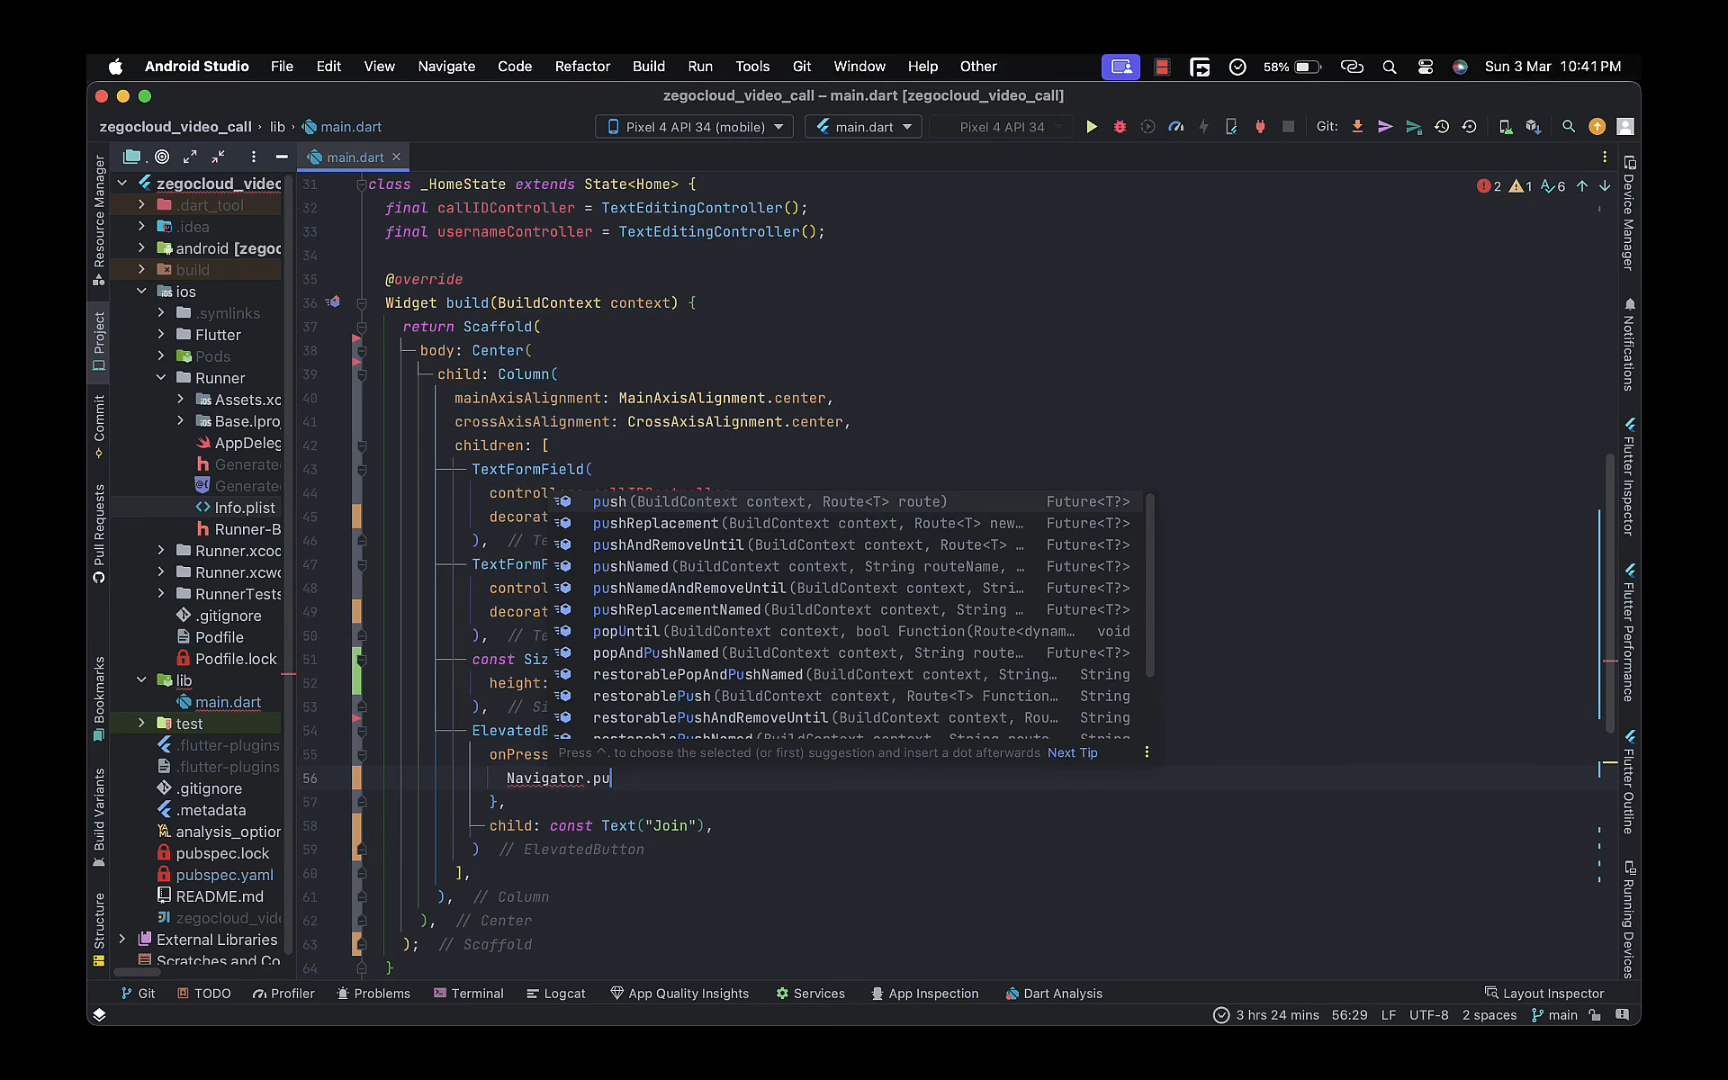 Android Studio File Edit View Navigate Code Refactor Build Run Tools Git Window Help Other 58% Sun 3 Mar 10:41 PM
zegocloud_video_call – main.dart [zegocloud_video_call]
zegocloud_video_call › lib › main.dart Pixel 4 API 34 (mobile) main.dart Pixel 4 API 34 Git:
main.dart
Resource Manager
Project
Commit
Pull Requests
Bookmarks
Build Variants
Structure
zegocloud_video
.dart_tool
.idea
android [zego
build
ios
.symlinks
Flutter
Pods
Runner
Assets.xc
Base.lproj
AppDeleg
Generate
Generate
Info.plist
Runner-B
Runner.xcoo
Runner.xcwo
RunnerTests
.gitignore
Podfile
Podfile.lock
lib
main.dart
test
.flutter-plugins
.flutter-plugins
.gitignore
.metadata
analysis_option
pubspec.lock
pubspec.yaml
README.md
zegocloud_vid
External Libraries
Scratches and Co
2 1 6
31 class _HomeState extends State<Home> {
32 final callIDController = TextEditingController();
33 final usernameController = TextEditingController();
34
35 @override
36 Widget build(BuildContext context) {
37 return Scaffold(
38 body: Center(
39 child: Column(
40 mainAxisAlignment: MainAxisAlignment.center,
41 crossAxisAlignment: CrossAxisAlignment.center,
42 children: [
43 TextFormField(
44 control
45 decorat
46 ), // Te
47 TextFormF
48 control
49 decorat
50 ), // Te
51 const Siz
52 height:
53 ), // Si
54 ElevatedB
55 onPress
56 Navigator.pu
57 },
58 child: const Text("Join"),
59 ) // ElevatedButton
60 ],
61 ), // Column
62 ), // Center
63 ); // Scaffold
64 }
push(BuildContext context, Route<T> route) Future<T?>
pushReplacement(BuildContext context, Route<T> new… Future<T?>
pushAndRemoveUntil(BuildContext context, Route<T> … Future<T?>
pushNamed(BuildContext context, String routeName, … Future<T?>
pushNamedAndRemoveUntil(BuildContext context, Stri… Future<T?>
pushReplacementNamed(BuildContext context, String … Future<T?>
popUntil(BuildContext context, bool Function(Route<dynam… void
popAndPushNamed(BuildContext context, String route… Future<T?>
restorablePopAndPushNamed(BuildContext context, String… String
restorablePush(BuildContext context, Route<T> Function… String
restorablePushAndRemoveUntil(BuildContext context, Rou… String
Press ^. to choose the selected (or first) suggestion and insert a dot afterwards Next Tip
Device Manager
Notifications
Flutter Inspector
Flutter Performance
Flutter Outline
Running Devices
Git TODO Profiler Problems Terminal Logcat App Quality Insights Services App Inspection Dart Analysis Layout Inspector
3 hrs 24 mins 56:29 LF UTF-8 2 spaces main